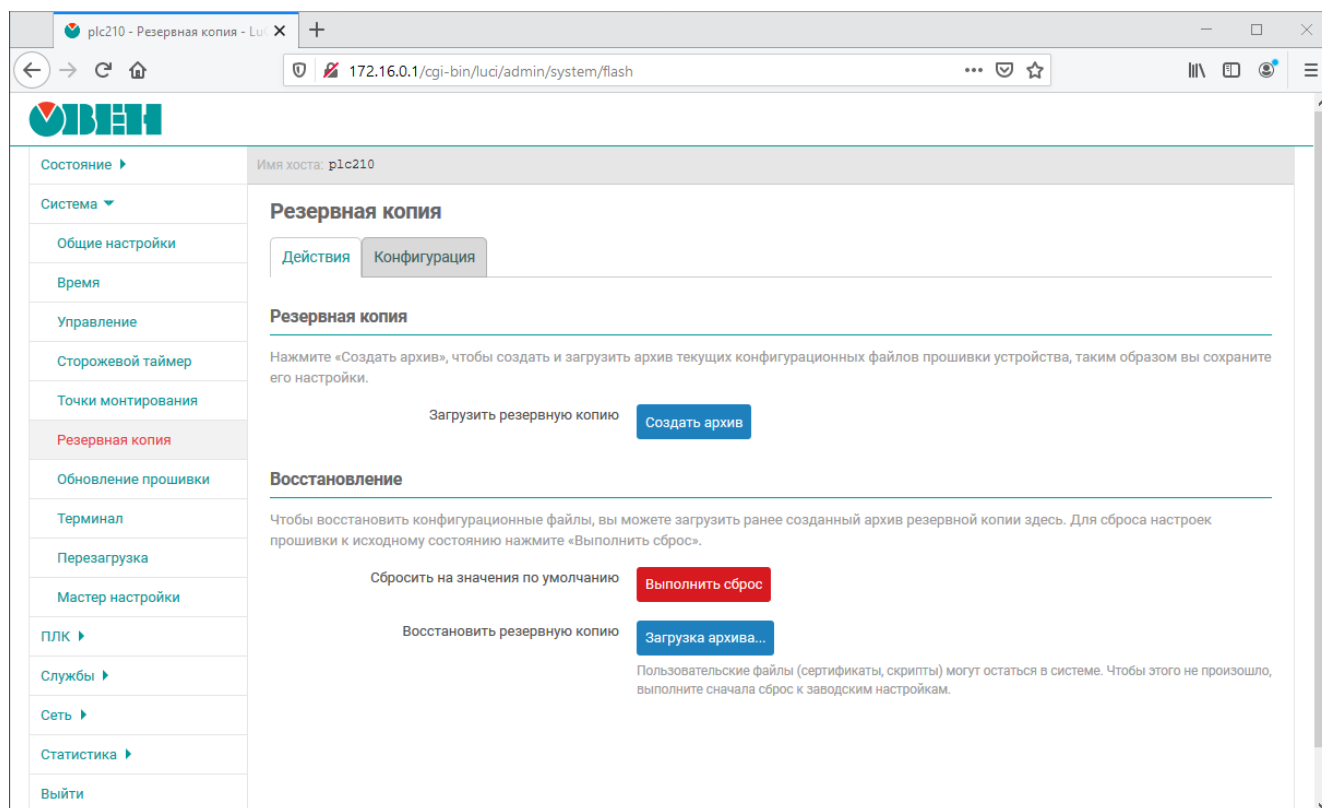 plc210 - Резервная копия - Lu
172.16.0.1/cgi-bin/luci/admin/system/flash
ОВЕН
Состояние
Имя хоста: plc210
Система
Общие настройки
Время
Управление
Сторожевой таймер
Точки монтирования
Резервная копия
Обновление прошивки
Терминал
Перезагрузка
Мастер настройки
ПЛК
Службы
Сеть
Статистика
Выйти
Резервная копия
Действия
Конфигурация
Резервная копия
Нажмите «Создать архив», чтобы создать и загрузить архив текущих конфигурационных файлов прошивки устройства, таким образом вы сохраните
его настройки.
Загрузить резервную копию
Создать архив
Восстановление
Чтобы восстановить конфигурационные файлы, вы можете загрузить ранее созданный архив резервной копии здесь. Для сброса настроек
прошивки к исходному состоянию нажмите «Выполнить сброс».
Сбросить на значения по умолчанию
Выполнить сброс
Восстановить резервную копию
Загрузка архива...
Пользовательские файлы (сертификаты, скрипты) могут остаться в системе. Чтобы этого не произошло,
выполните сначала сброс к заводским настройкам.